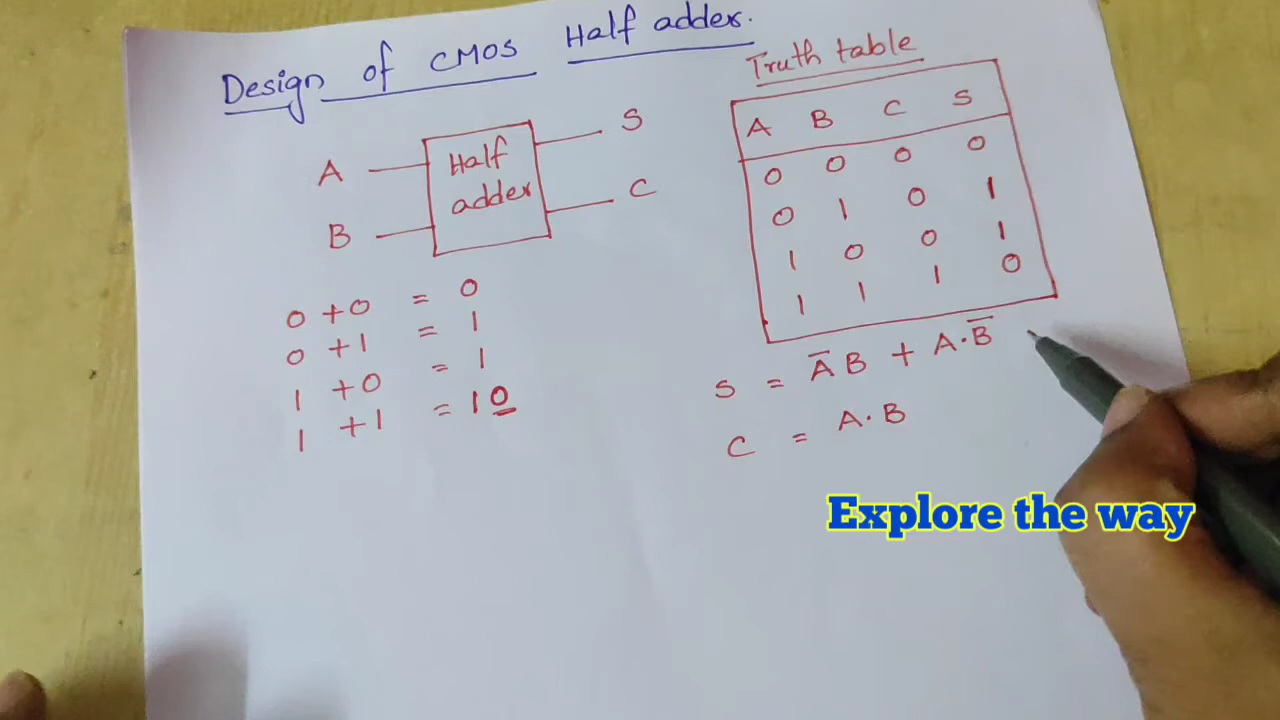 Design of CMOS Half adder.
A
B
Half
adder
S
C
0 + 0 = 0
0 + 1 = 1
1 + 0 = 1
1 + 1 = 10
Truth table
A B C S
0 0 0 0
0 1 0 1
1 0 0 1
1 1 1 0
S = A̅ B + A · B̅
C = A · B
Explore the way